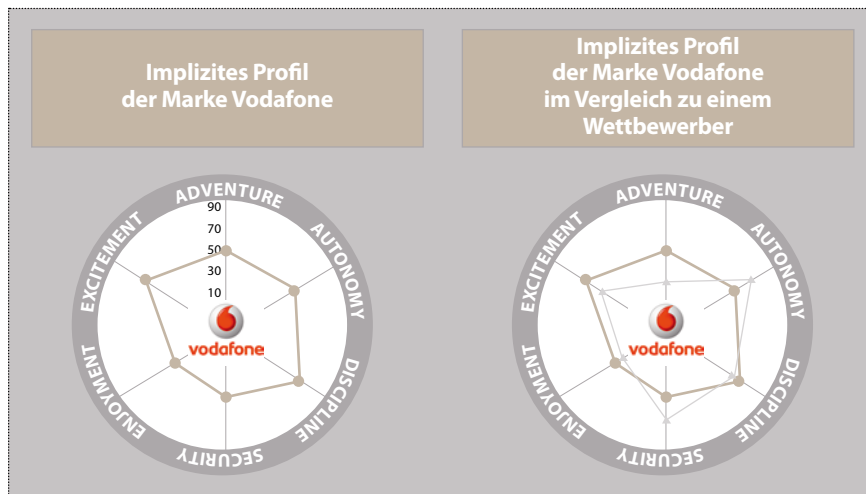 Implizites Profil
der Marke Vodafone
Implizites Profil
der Marke Vodafone
im Vergleich zu einem
Wettbewerber
ADVENTURE
AUTONOMY
DISCIPLINE
SECURITY
ENJOYMENT
EXCITEMENT
90
70
50
30
10
vodafone
ADVENTURE
AUTONOMY
DISCIPLINE
SECURITY
ENJOYMENT
EXCITEMENT
vodafone